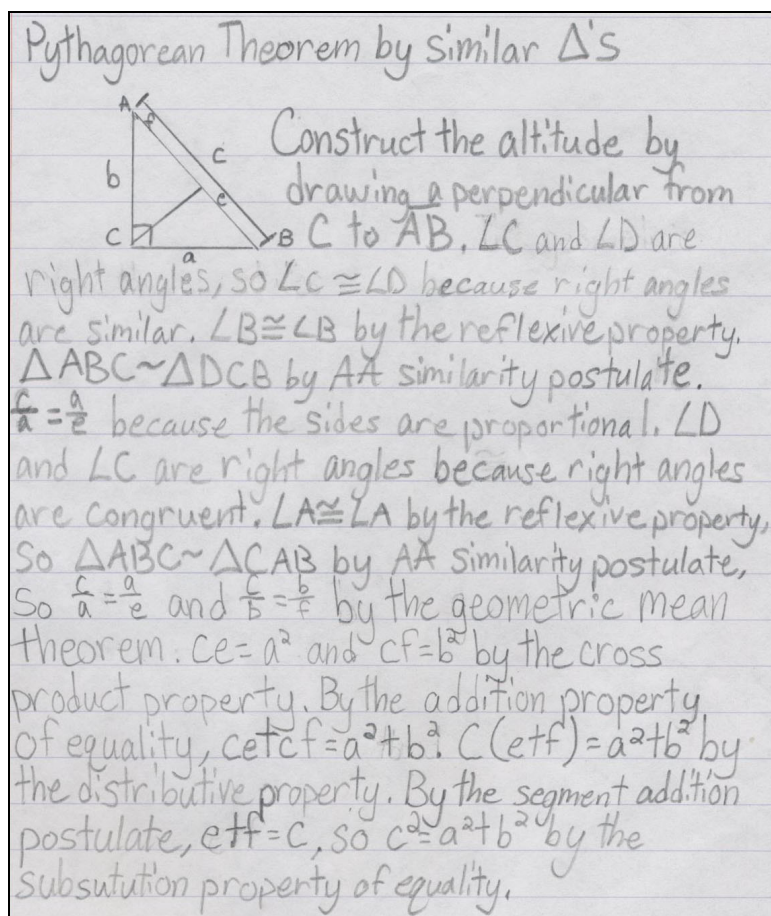 Pythagorean Theorem by similar Δ's
A
f
c
b
e
C
B
a
Construct the altitude by
drawing a perpendicular from
C to A̅B̅. ∠C and ∠D are
right angles, so ∠C≅∠D because right angles
are similar. ∠B≅∠B by the reflexive property.
ΔABC~ΔDCB by AA similarity postulate.
c/a = a/e because the sides are proportional. ∠D
and ∠C are right angles because right angles
are congruent. ∠A≅∠A by the reflexive property,
So ΔABC~ΔCAB by AA similarity postulate,
So c/a = a/e and c/b = b/f by the geometric mean
theorem. ce=a² and cf=b² by the cross
product property. By the addition property
of equality, ce+cf=a²+b². C(e+f)=a²+b² by
the distributive property. By the segment addition
postulate, e+f=c, so c²=a²+b² by the
subsutution property of equality.